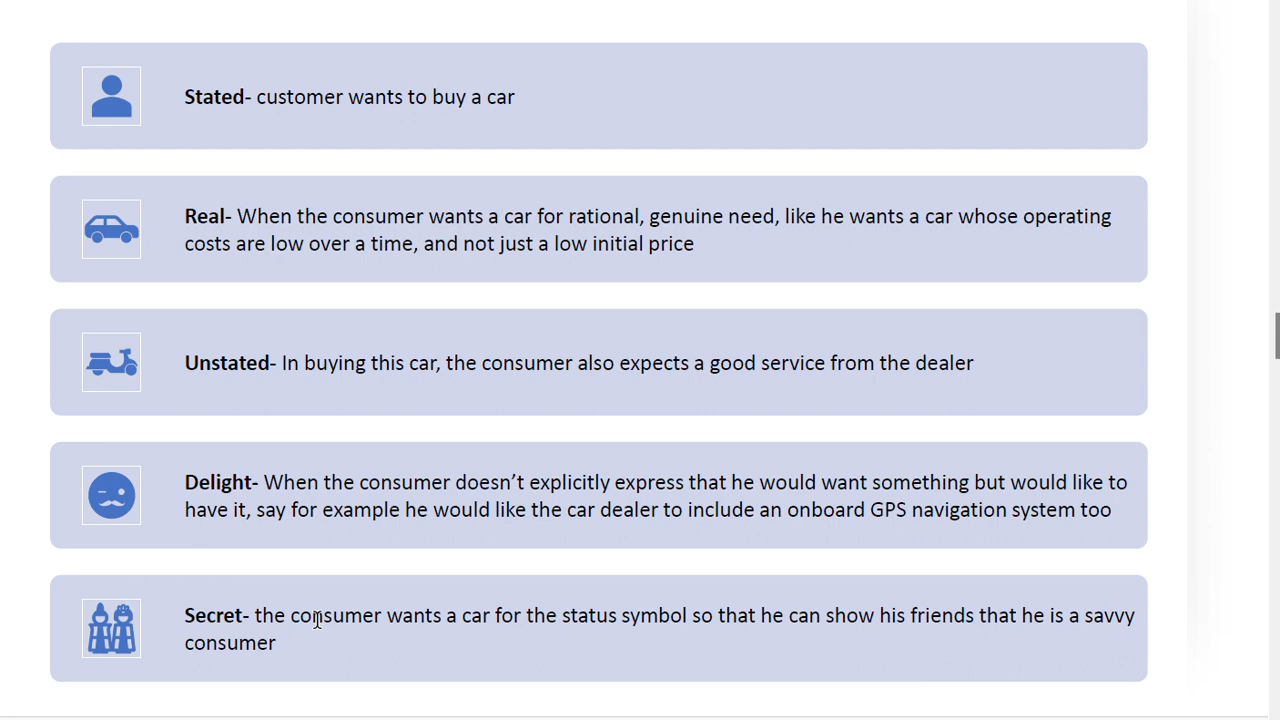 Stated- customer wants to buy a car
Real- When the consumer wants a car for rational, genuine need, like he wants a car whose operating
costs are low over a time, and not just a low initial price
Unstated- In buying this car, the consumer also expects a good service from the dealer
Delight- When the consumer doesn’t explicitly express that he would want something but would like to
have it, say for example he would like the car dealer to include an onboard GPS navigation system too
Secret- the consumer wants a car for the status symbol so that he can show his friends that he is a savvy
consumer